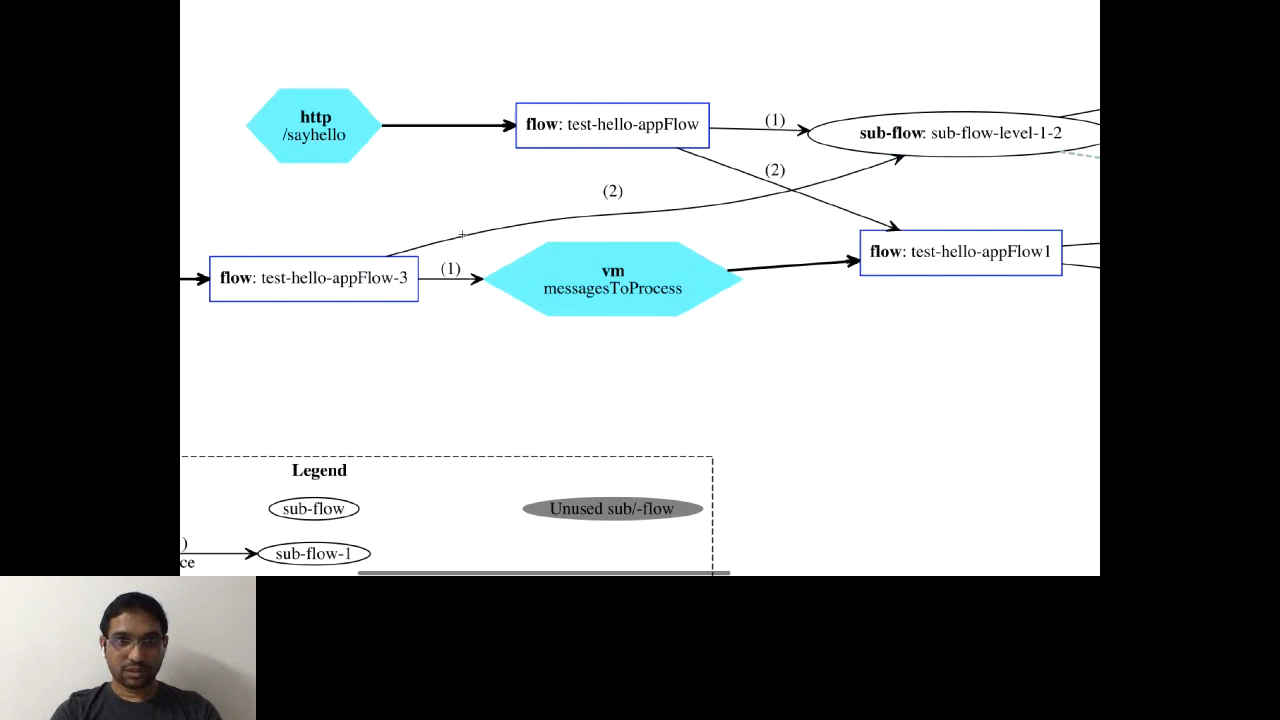 http
/sayhello
flow: test-hello-appFlow
(1)
sub-flow: sub-flow-level-1-2
(2)
(2)
flow: test-hello-appFlow-3
(1)
vm
messagesToProcess
flow: test-hello-appFlow1
Legend
sub-flow
Unused sub/-flow
)
ce
sub-flow-1